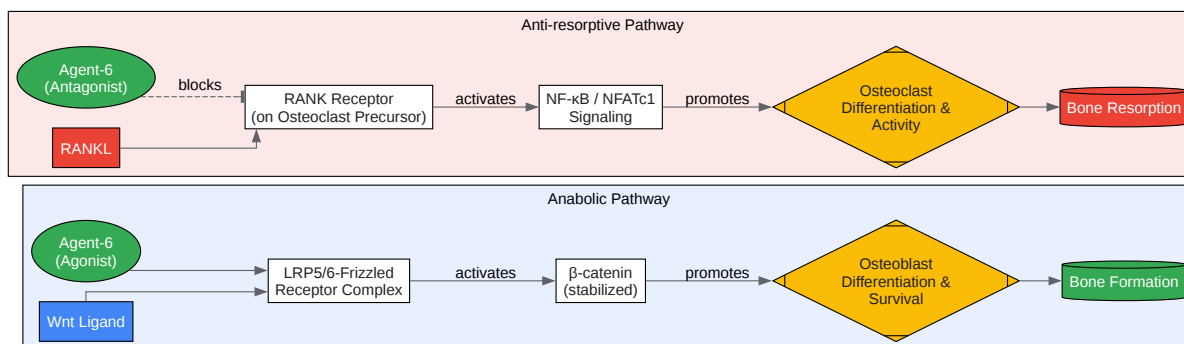 Anti-resorptive Pathway
Agent-6
(Antagonist)
blocks
RANK Receptor
(on Osteoclast Precursor)
activates
NF-κB / NFATc1
Signaling
promotes
Osteoclast
Differentiation &
Activity
Bone Resorption
RANKL
Anabolic Pathway
Agent-6
(Agonist)
LRP5/6-Frizzled
Receptor Complex
activates
β-catenin
(stabilized)
promotes
Osteoblast
Differentiation &
Survival
Bone Formation
Wnt Ligand